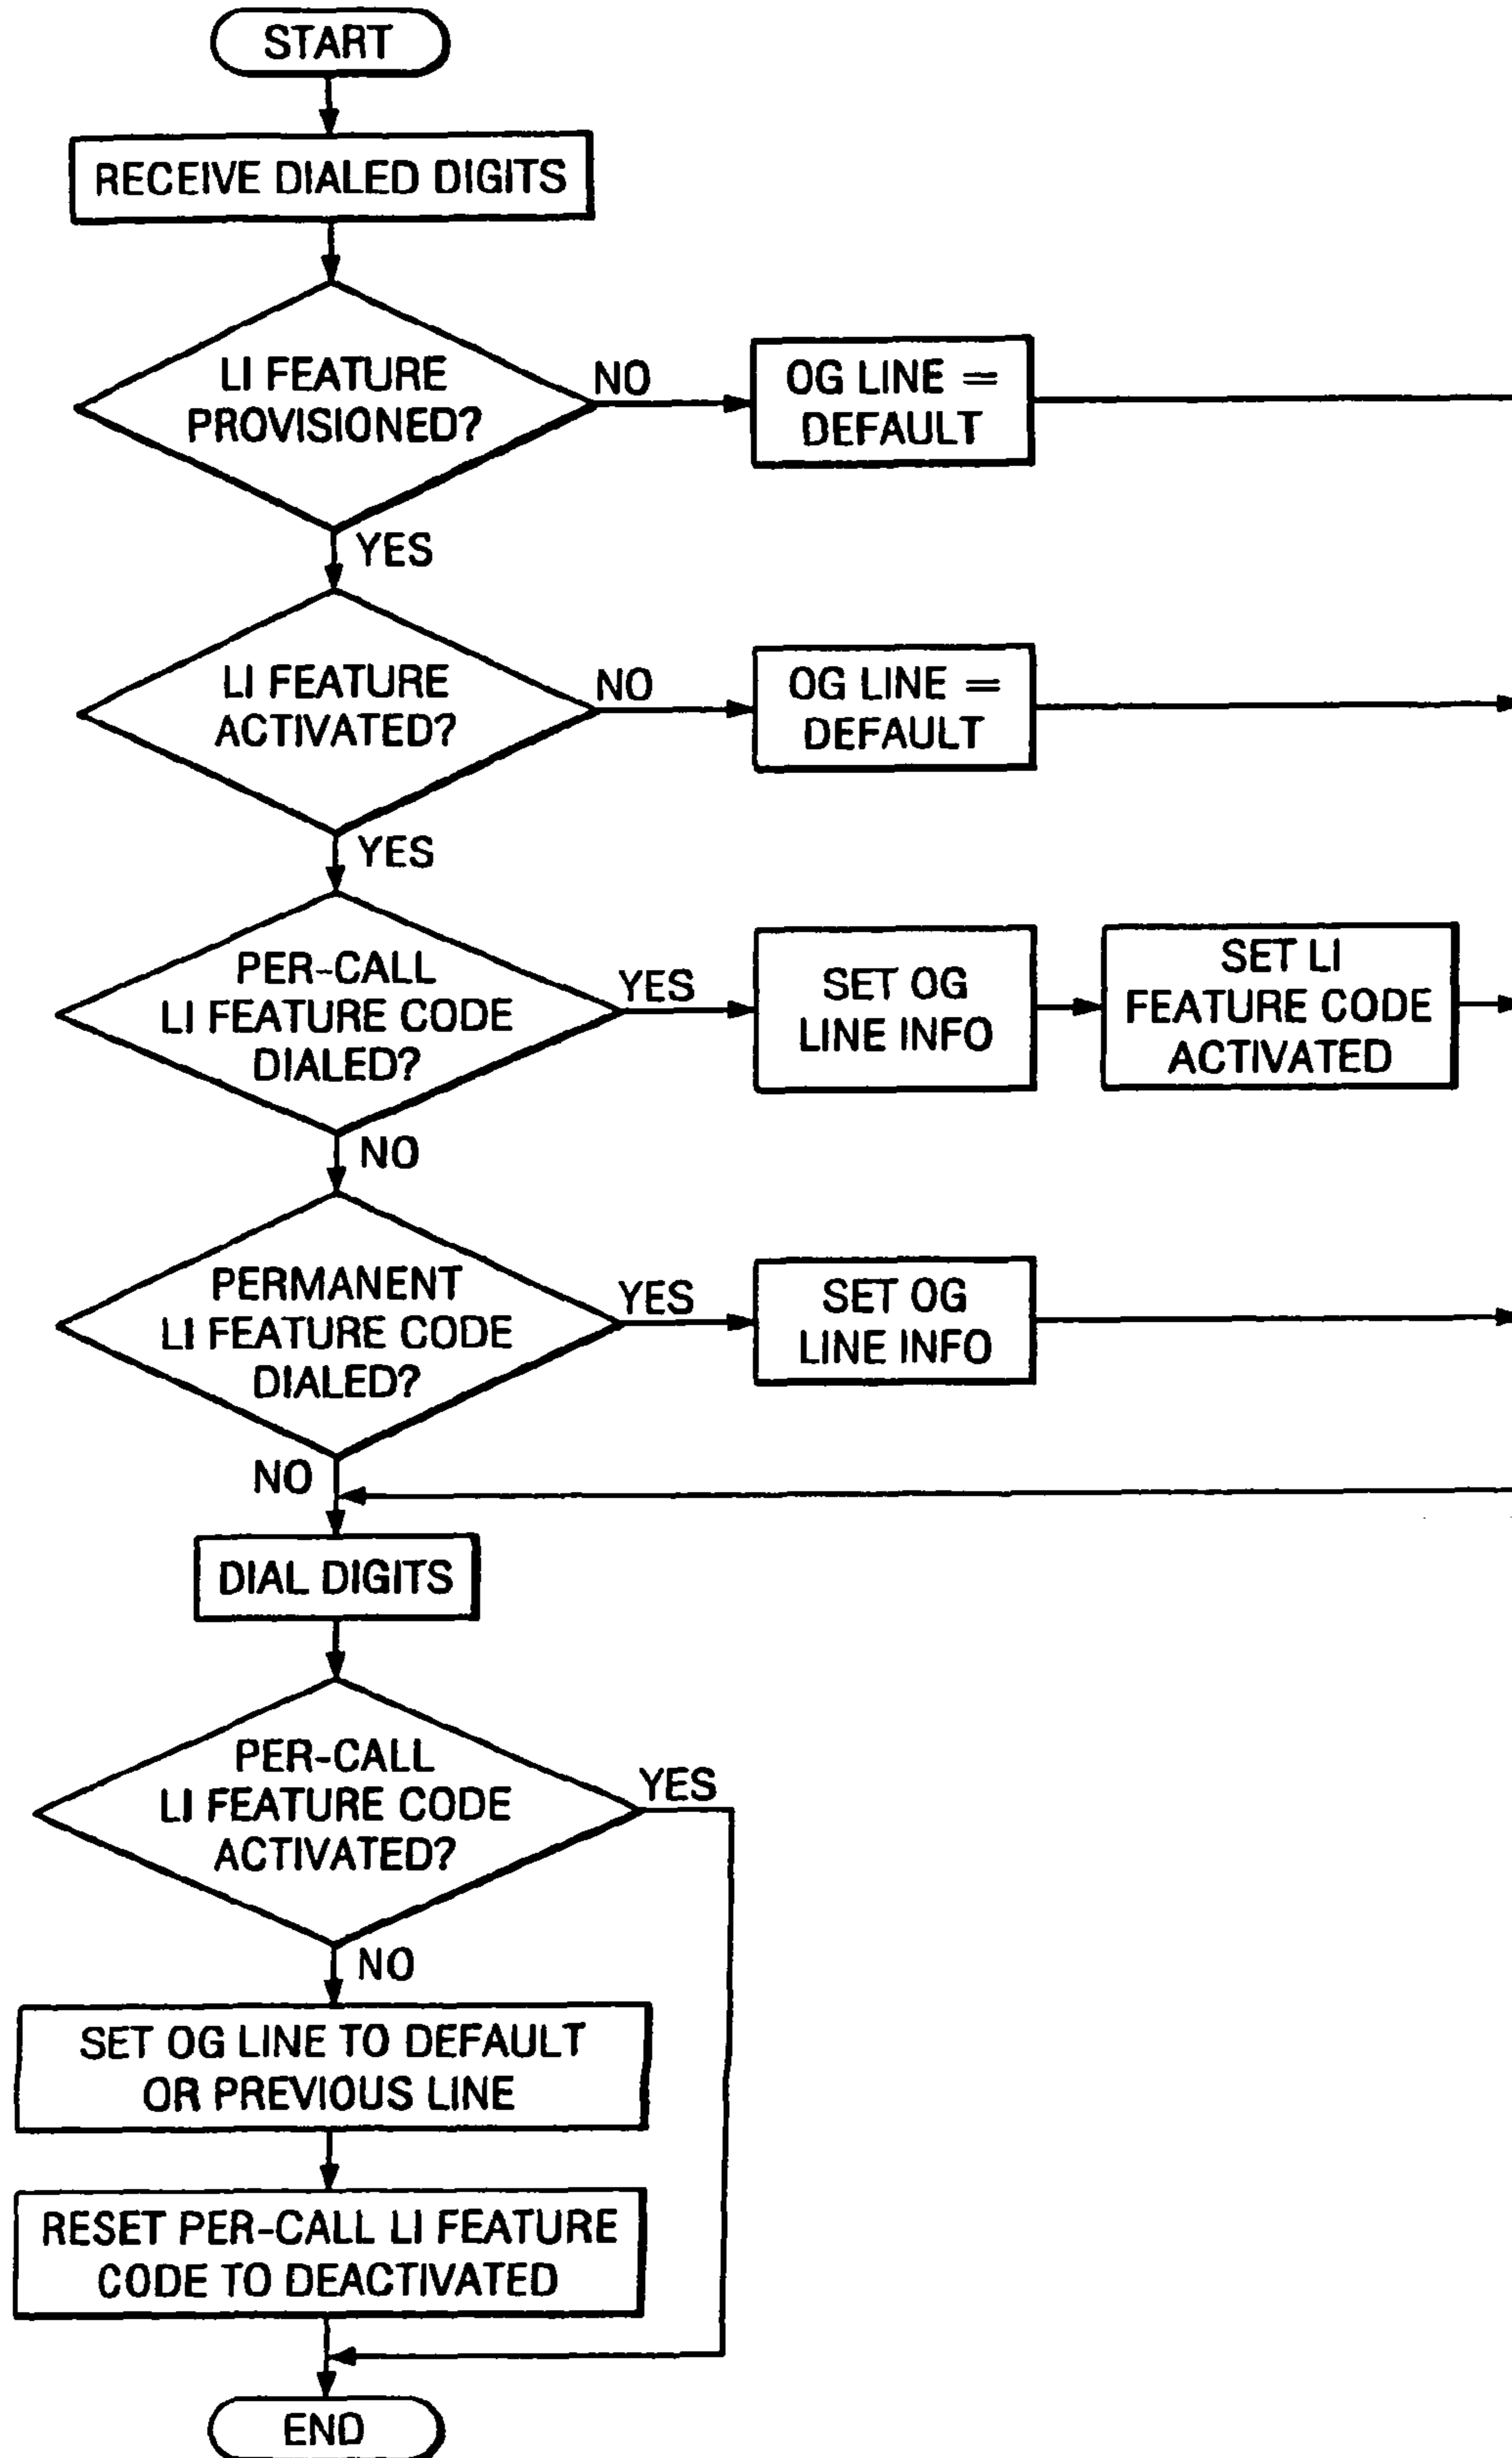 START
RECEIVE DIALED DIGITS
LI FEATURE
PROVISIONED?
NO
OG LINE =
DEFAULT
YES
LI FEATURE
ACTIVATED?
NO
OG LINE =
DEFAULT
YES
PER-CALL
LI FEATURE CODE
DIALED?
YES
SET OG
LINE INFO
SET LI
FEATURE CODE
ACTIVATED
NO
PERMANENT
LI FEATURE CODE
DIALED?
YES
SET OG
LINE INFO
NO
DIAL DIGITS
PER-CALL
LI FEATURE CODE
ACTIVATED?
YES
NO
SET OG LINE TO DEFAULT
OR PREVIOUS LINE
RESET PER-CALL LI FEATURE
CODE TO DEACTIVATED
END